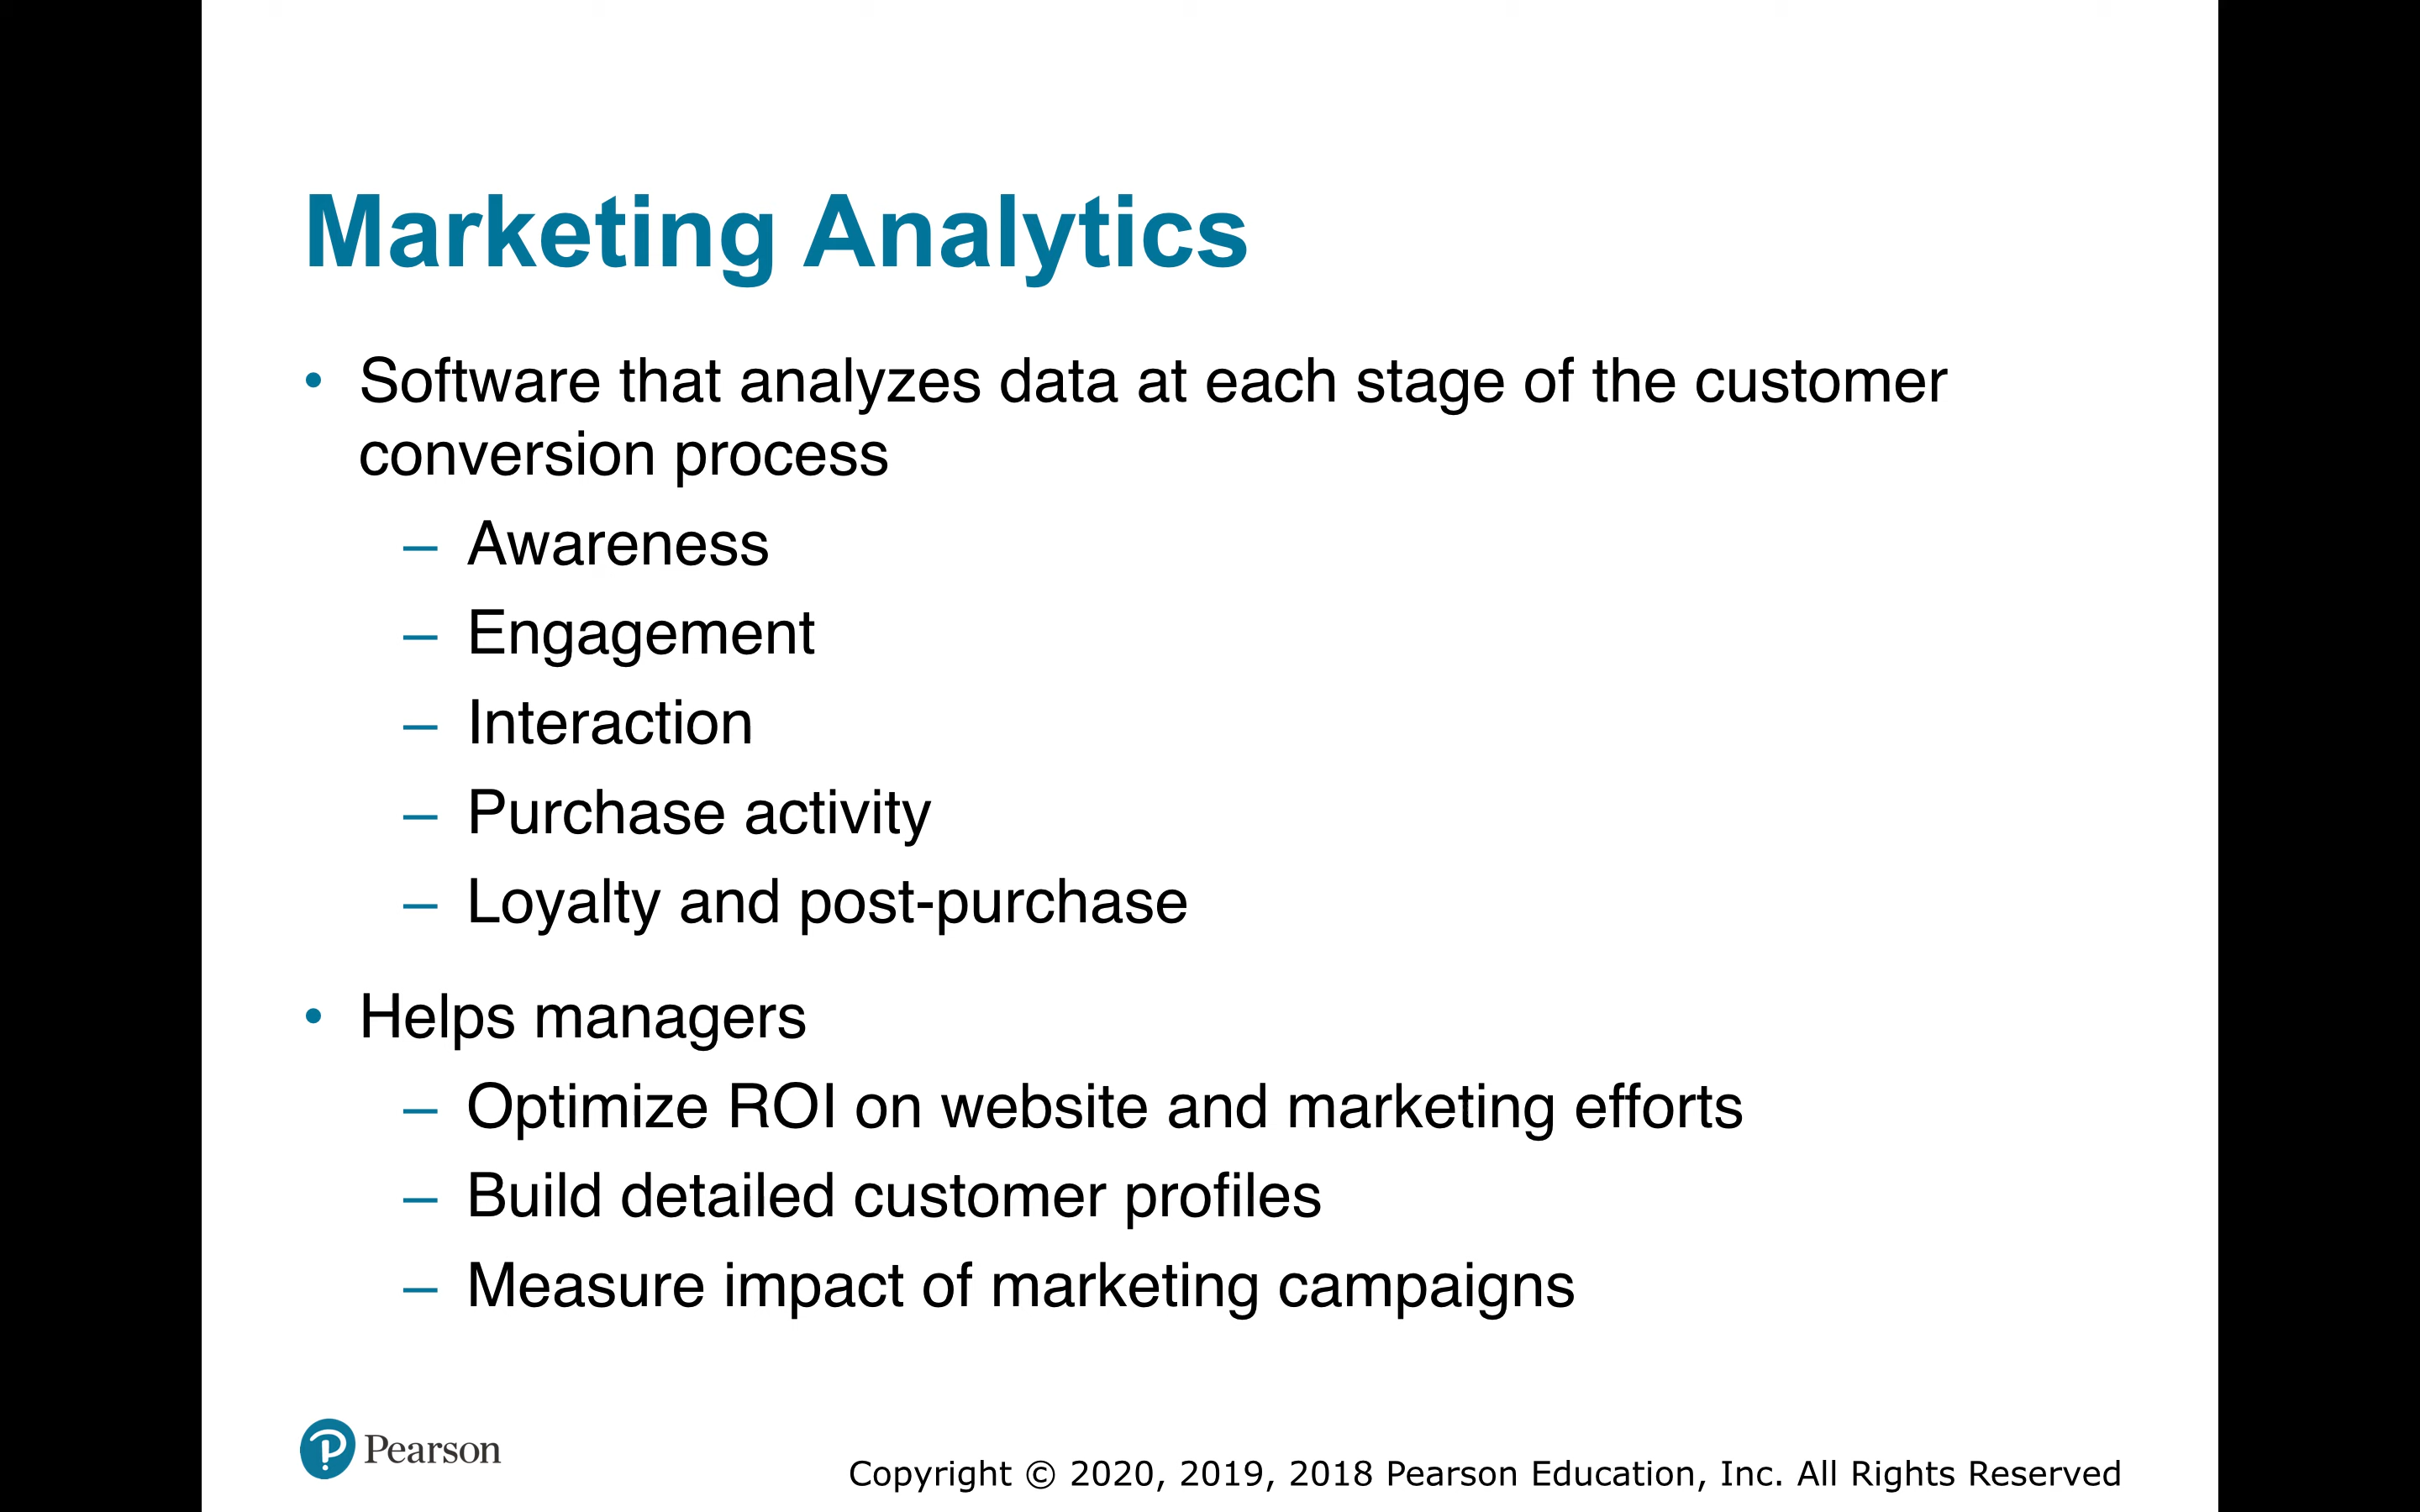 Marketing Analytics
• Software that analyzes data at each stage of the customer
conversion process
– Awareness
– Engagement
– Interaction
– Purchase activity
– Loyalty and post-purchase
• Helps managers
– Optimize ROI on website and marketing efforts
– Build detailed customer profiles
– Measure impact of marketing campaigns
P Pearson
Copyright © 2020, 2019, 2018 Pearson Education, Inc. All Rights Reserved